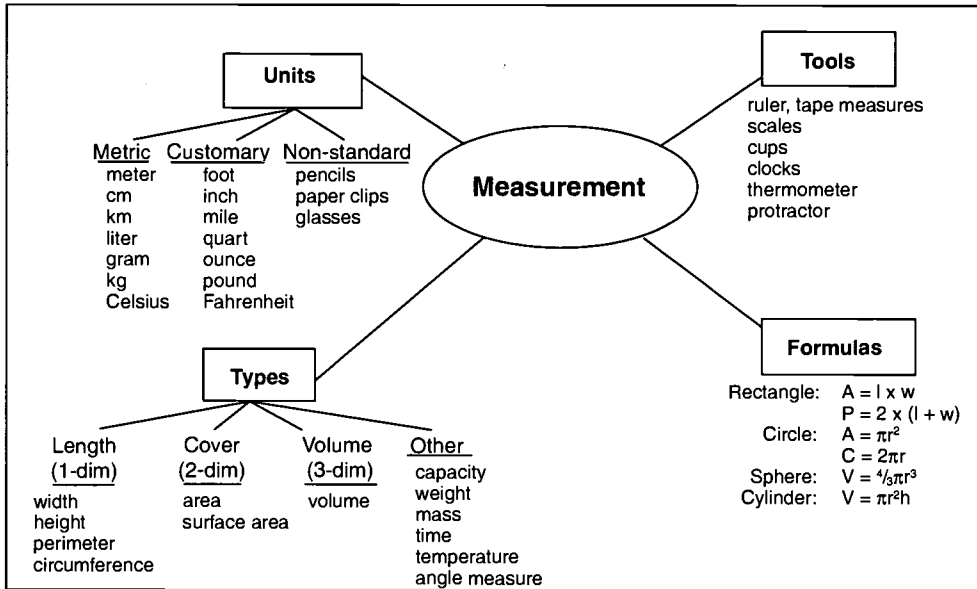 Units
Metric Customary Non-standard
meter foot pencils
cm inch paper clips
km mile glasses
liter quart
gram ounce
kg pound
Celsius Fahrenheit
Measurement
Tools
ruler, tape measures
scales
cups
clocks
thermometer
protractor
Types
Length Cover Volume Other
(1-dim) (2-dim) (3-dim)
width
height
perimeter
circumference
area
surface area
volume
capacity
weight
mass
time
temperature
angle measure
Formulas
Rectangle: A = l x w
P = 2 x (l + w)
Circle: A = πr²
C = 2πr
Sphere: V = ⁴/₃πr³
Cylinder: V = πr²h